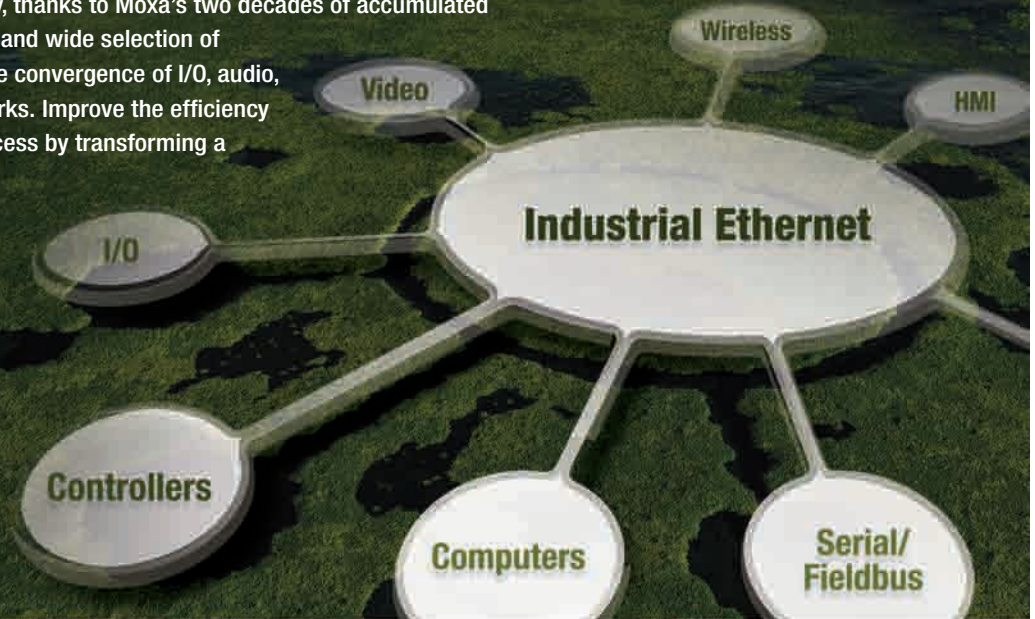 , thanks to Moxa's two decades of accumulated
and wide selection of
e convergence of I/O, audio,
rks. Improve the efficiency
cess by transforming a
Wireless
Video
HMI
Industrial Ethernet
I/O
Controllers
Computers
Serial/
Fieldbus